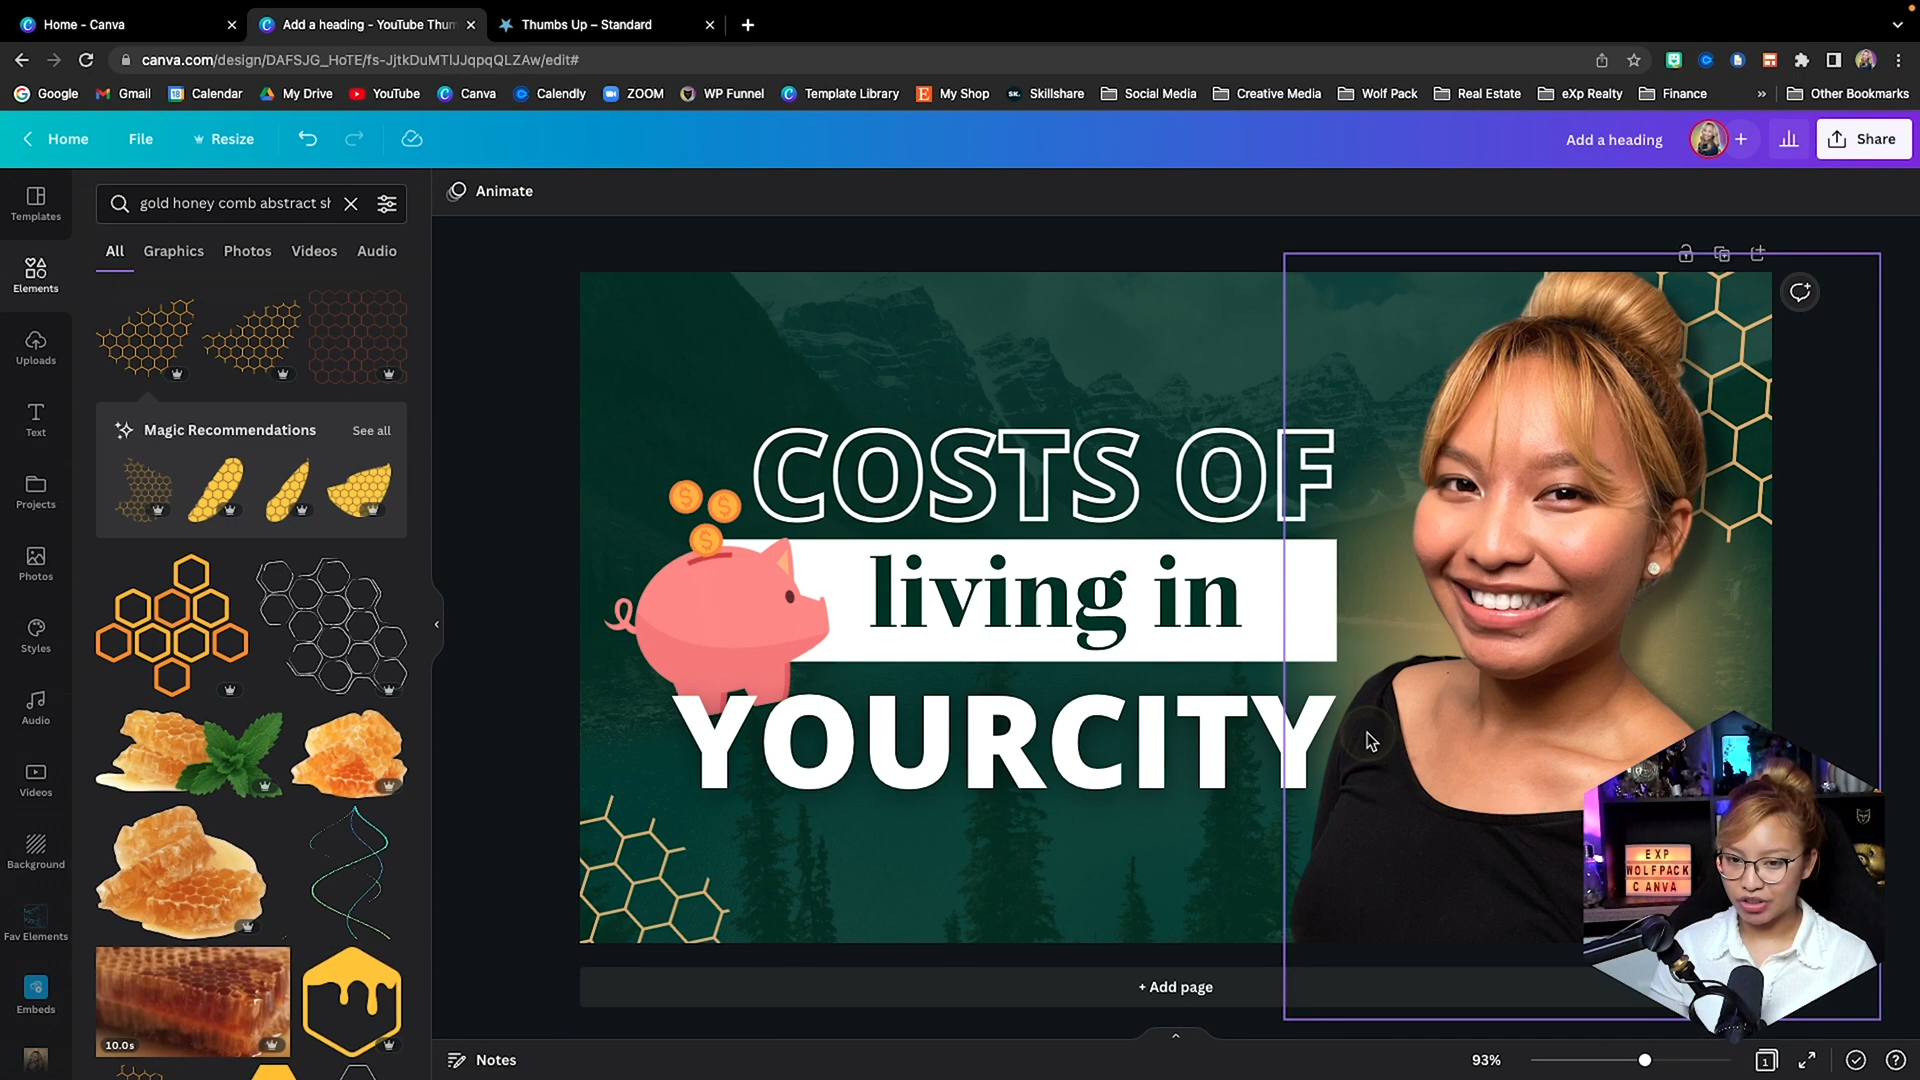 Home - Canva
Add a heading - YouTube Thum
Thumbs Up – Standard
canva.com/design/DAFSJG_HoTE/fs-JjtkDuMTlJJqpqQLZAw/edit#
Google
Gmail
Calendar
My Drive
YouTube
Canva
Calendly
ZOOM
WP Funnel
Template Library
My Shop
Skillshare
Social Media
Creative Media
Wolf Pack
Real Estate
eXp Realty
Finance
»
Other Bookmarks
Home
File
Resize
Add a heading
Share
Templates
Elements
Uploads
Text
Projects
Photos
Styles
Audio
Videos
Background
Fav Elements
Embeds
gold honey comb abstract sh
All
Graphics
Photos
Videos
Audio
Magic Recommendations
See all
10.0s
Animate
COSTS OF
living in
YOURCITY
EXP
WOLFPACK
CANVA
+ Add page
Notes
93%
1